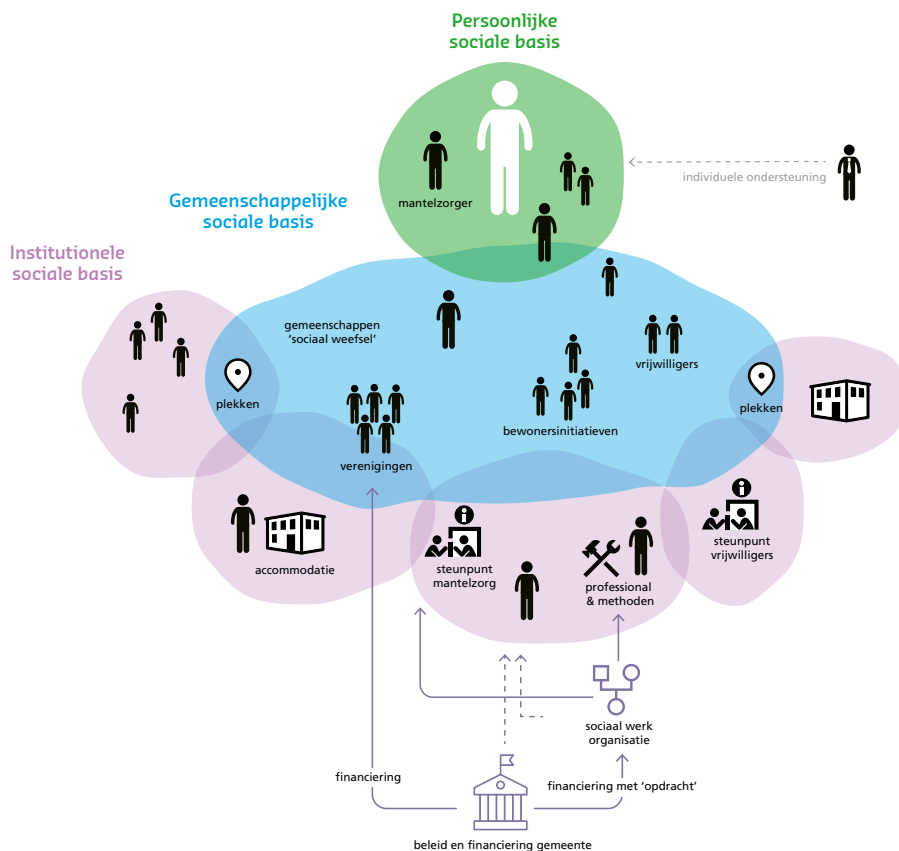 Persoonlijke
sociale basis
mantelzorger
individuele ondersteuning
Gemeenschappelijke
sociale basis
Institutionele
sociale basis
gemeenschappen
‘sociaal weefsel’
vrijwilligers
plekken
plekken
bewonersinitiatieven
verenigingen
accommodatie
steunpunt
mantelzorg
professional
& methoden
steunpunt
vrijwilligers
sociaal werk
organisatie
financiering
financiering met ‘opdracht’
beleid en financiering gemeente